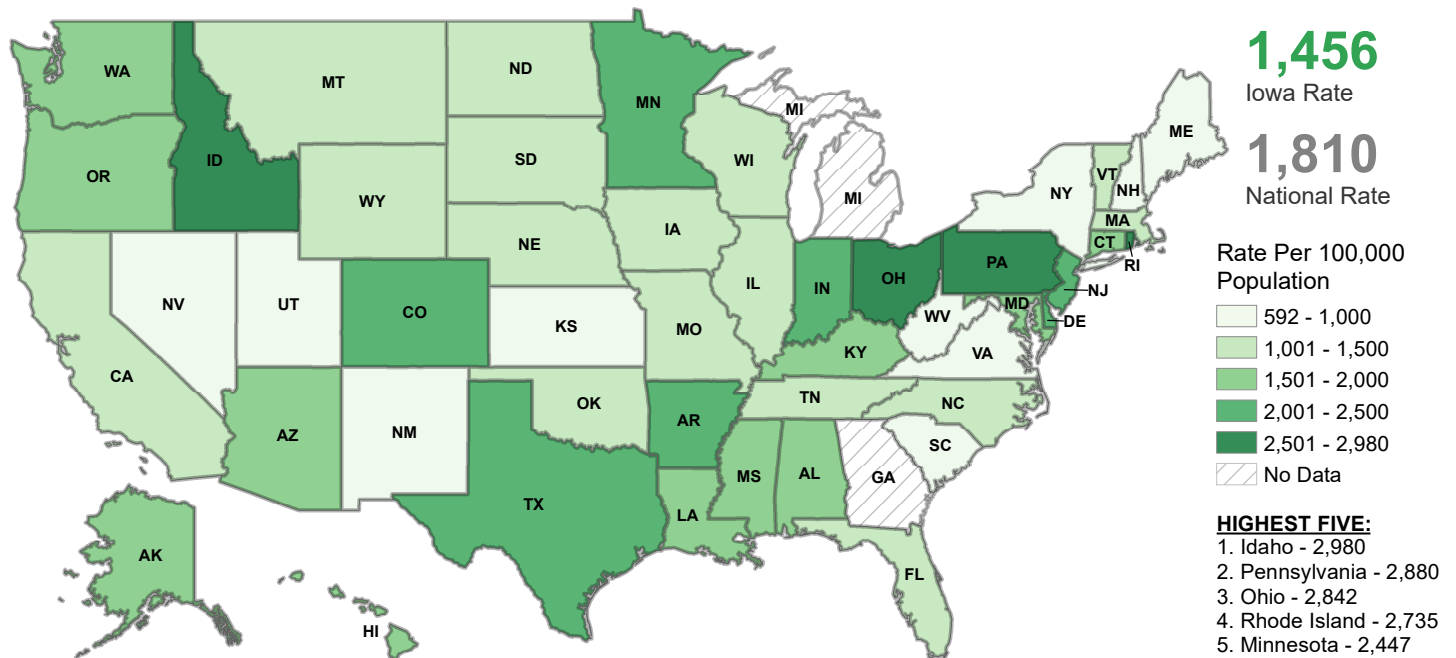 WA
MT
ND
MN
MI
ME
OR
ID
SD
WI
MI
VT
NH
NY
WY
MA
IA
CT
RI
NE
PA
NJ
NV
UT
CO
IL
IN
OH
MD
DE
WV
KS
MO
KY
VA
CA
TN
NC
OK
AR
AZ
NM
SC
MS
AL
GA
TX
LA
AK
FL
HI
1,456
Iowa Rate
1,810
National Rate
Rate Per 100,000
Population
592 - 1,000
1,001 - 1,500
1,501 - 2,000
2,001 - 2,500
2,501 - 2,980
No Data
HIGHEST FIVE:
1. Idaho - 2,980
2. Pennsylvania - 2,880
3. Ohio - 2,842
4. Rhode Island - 2,735
5. Minnesota - 2,447